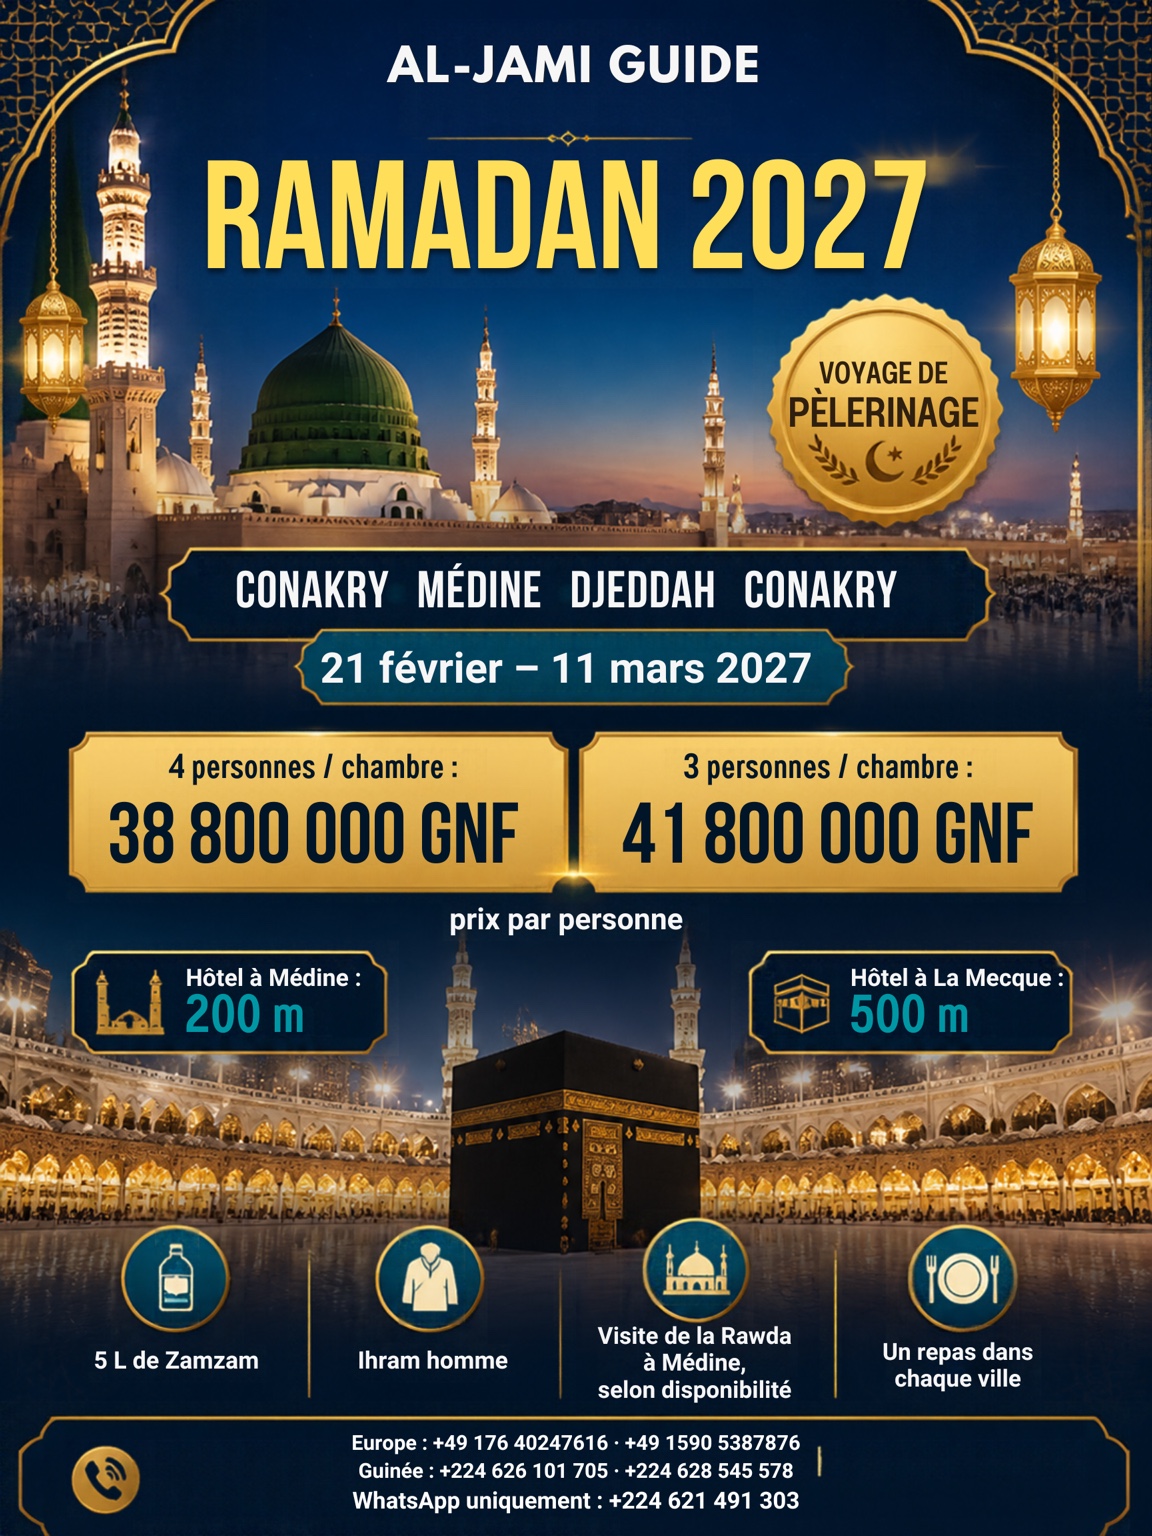 AL-JAMI GUIDE
RAMADAN 2027
VOYAGE DE
PÈLERINAGE
CONAKRY MÉDINE DJEDDAH CONAKRY
21 février – 11 mars 2027
4 personnes / chambre :
38 800 000 GNF
3 personnes / chambre :
41 800 000 GNF
prix par personne
Hôtel à Médine :
200 m
Hôtel à La Mecque :
500 m
5 L de Zamzam
Ihram homme
Visite de la Rawda
à Médine,
selon disponibilité
Un repas dans
chaque ville
Europe : +49 176 40247616 · +49 1590 5387876
Guinée : +224 626 101 705 · +224 628 545 578
WhatsApp uniquement : +224 621 491 303